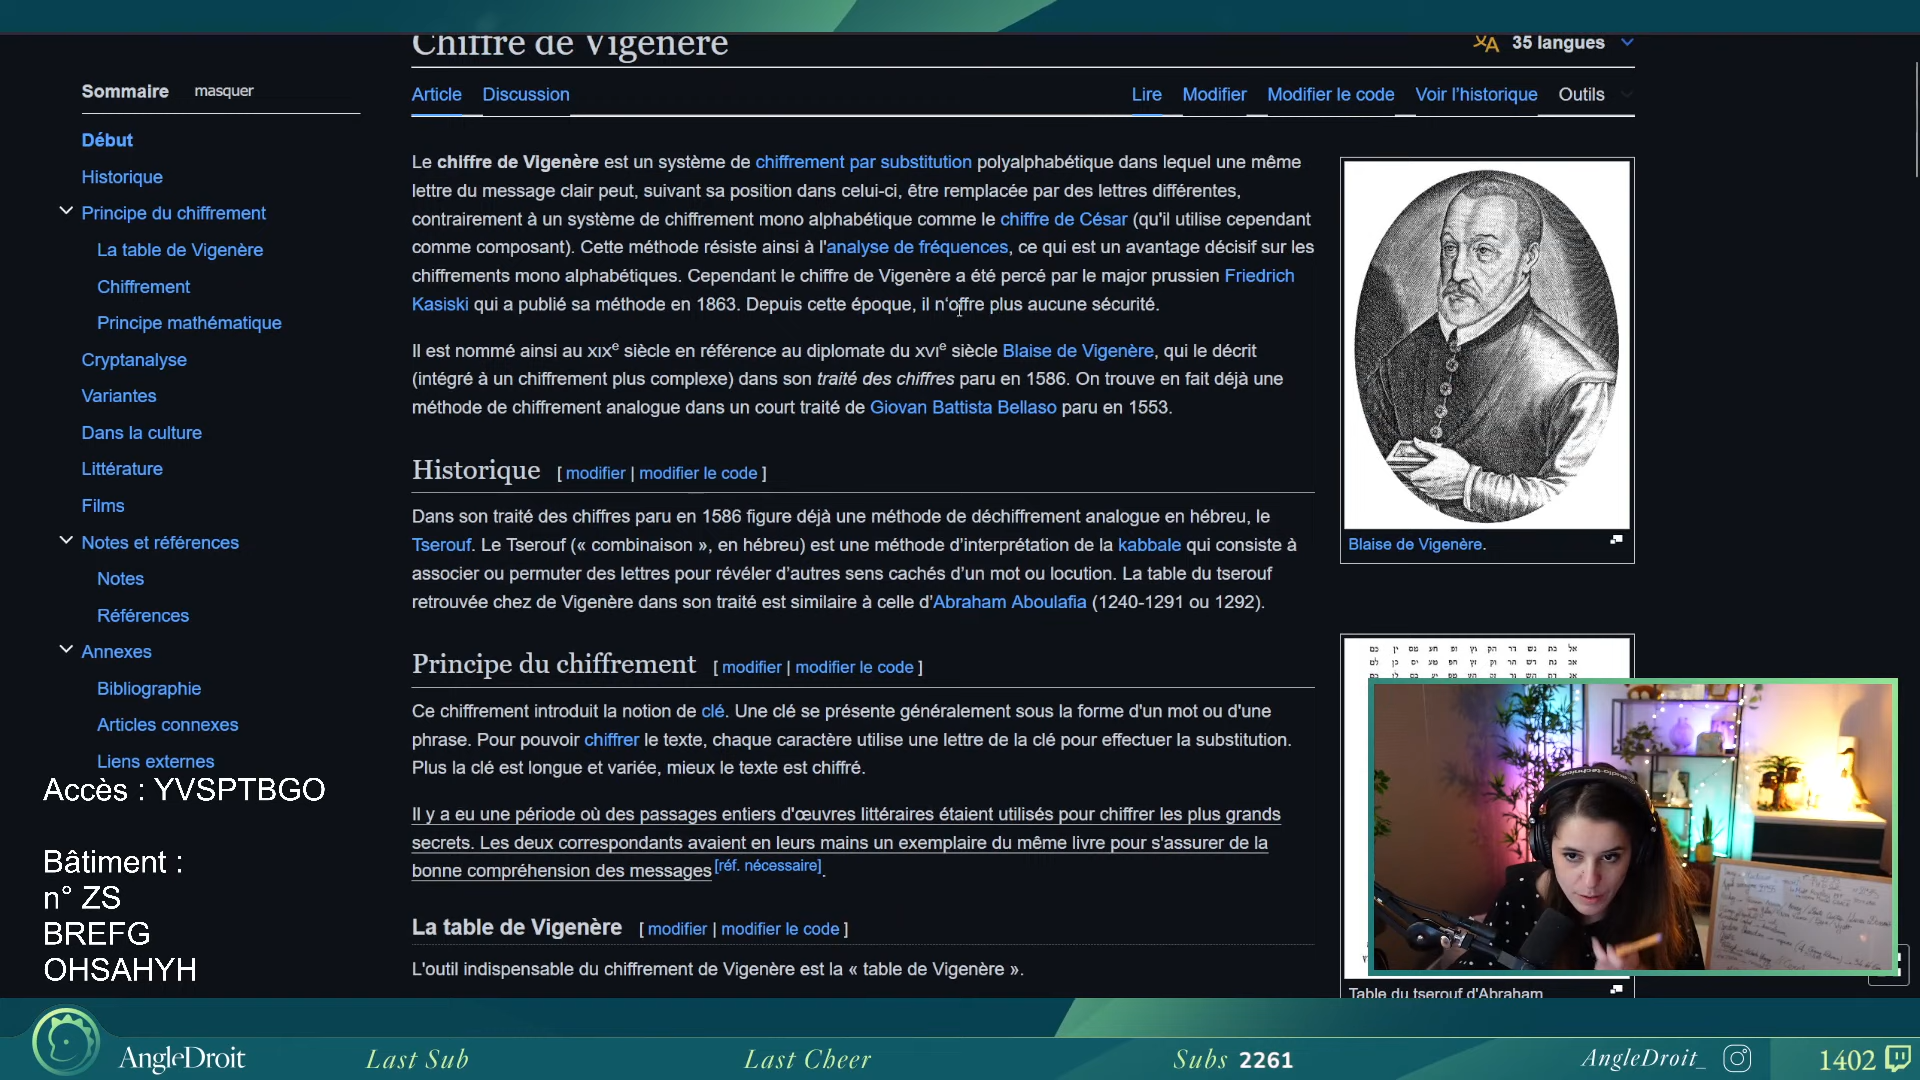 Chiffre de Vigenère
35 langues
Sommaire masquer
Article Discussion Lire Modifier Modifier le code Voir l'historique Outils
Début
Historique
Principe du chiffrement
La table de Vigenère
Chiffrement
Principe mathématique
Cryptanalyse
Variantes
Dans la culture
Littérature
Films
Notes et références
Notes
Références
Annexes
Bibliographie
Articles connexes
Liens externes
Le chiffre de Vigenère est un système de chiffrement par substitution polyalphabétique dans lequel une même
lettre du message clair peut, suivant sa position dans celui-ci, être remplacée par des lettres différentes,
contrairement à un système de chiffrement mono alphabétique comme le chiffre de César (qu'il utilise cependant
comme composant). Cette méthode résiste ainsi à l'analyse de fréquences, ce qui est un avantage décisif sur les
chiffrements mono alphabétiques. Cependant le chiffre de Vigenère a été percé par le major prussien Friedrich
Kasiski qui a publié sa méthode en 1863. Depuis cette époque, il n'offre plus aucune sécurité.
Il est nommé ainsi au XIXe siècle en référence au diplomate du XVIe siècle Blaise de Vigenère, qui le décrit
(intégré à un chiffrement plus complexe) dans son traité des chiffres paru en 1586. On trouve en fait déjà une
méthode de chiffrement analogue dans un court traité de Giovan Battista Bellaso paru en 1553.
Historique [ modifier | modifier le code ]
Dans son traité des chiffres paru en 1586 figure déjà une méthode de déchiffrement analogue en hébreu, le
Tserouf. Le Tserouf (« combinaison », en hébreu) est une méthode d'interprétation de la kabbale qui consiste à
associer ou permuter des lettres pour révéler d'autres sens cachés d'un mot ou locution. La table du tserouf
retrouvée chez de Vigenère dans son traité est similaire à celle d'Abraham Aboulafia (1240-1291 ou 1292).
Principe du chiffrement [ modifier | modifier le code ]
Ce chiffrement introduit la notion de clé. Une clé se présente généralement sous la forme d'un mot ou d'une
phrase. Pour pouvoir chiffrer le texte, chaque caractère utilise une lettre de la clé pour effectuer la substitution.
Plus la clé est longue et variée, mieux le texte est chiffré.
Il y a eu une période où des passages entiers d'œuvres littéraires étaient utilisés pour chiffrer les plus grands
secrets. Les deux correspondants avaient en leurs mains un exemplaire du même livre pour s'assurer de la
bonne compréhension des messages[réf. nécessaire].
La table de Vigenère [ modifier | modifier le code ]
L'outil indispensable du chiffrement de Vigenère est la « table de Vigenère ».
Blaise de Vigenère.
Table du tserouf d'Abraham
Accès : YVSPTBGO
Bâtiment :
n° ZS
BREFG
OHSAHYH
AngleDroit Last Sub Last Cheer Subs 2261 AngleDroit_ 1402